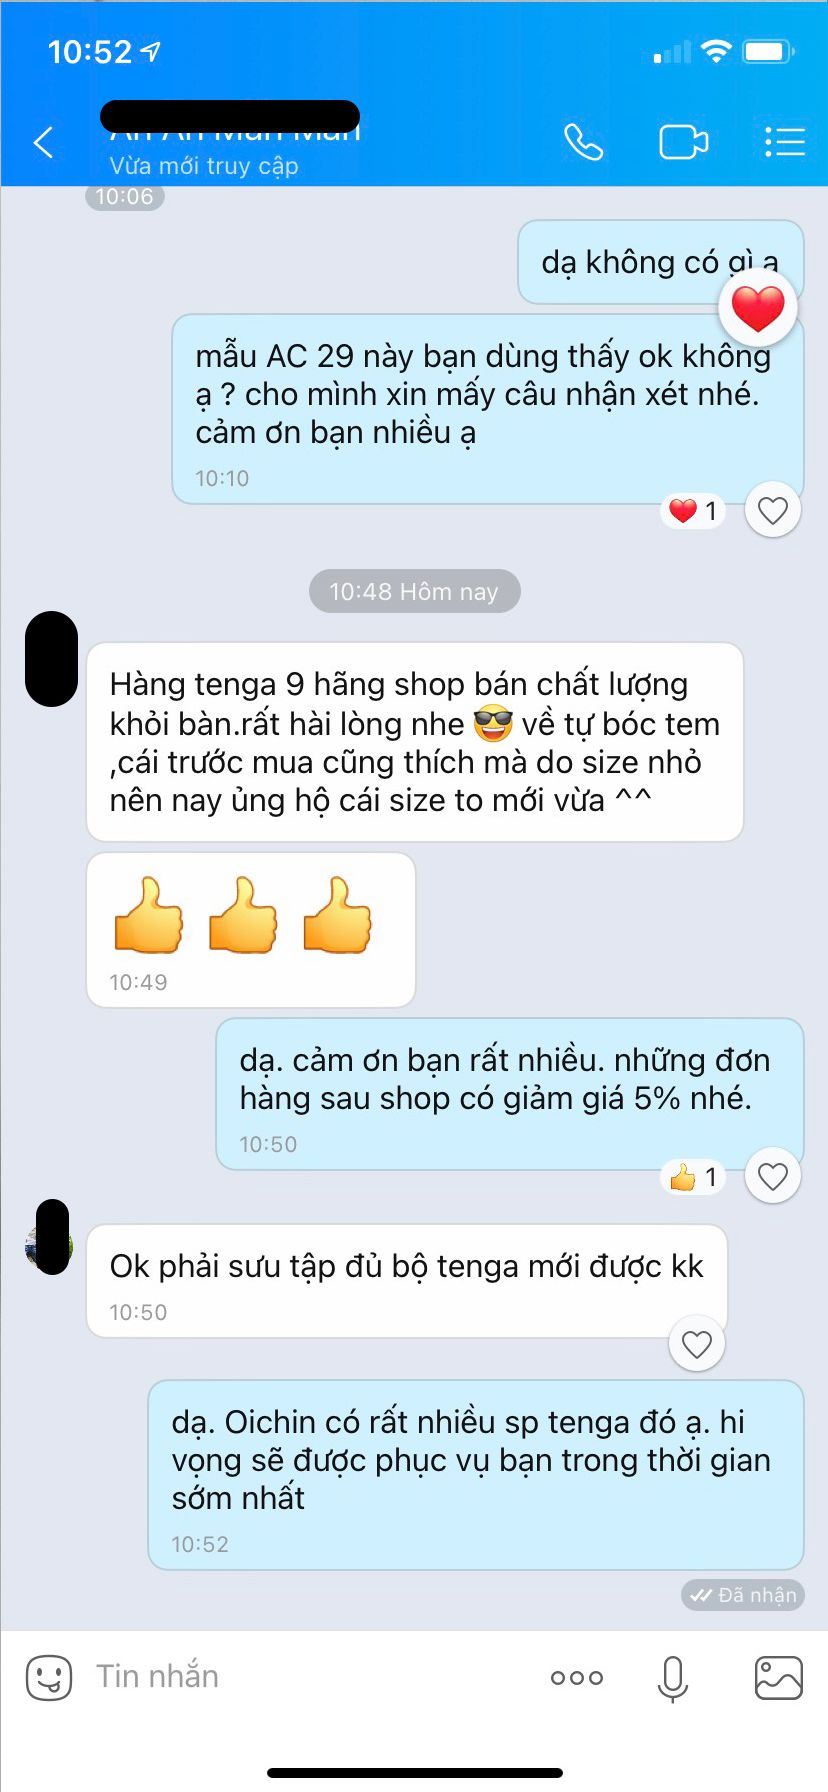 10:52
Vừa mới truy cập
10:06
dạ không có gì ạ
mẫu AC 29 này bạn dùng thấy ok không
ạ ? cho mình xin mấy câu nhận xét nhé.
cảm ơn bạn nhiều ạ
10:10
1
10:48 Hôm nay
Hàng tenga 9 hãng shop bán chất lượng
khỏi bàn.rất hài lòng nhe 😎 về tự bóc tem
,cái trước mua cũng thích mà do size nhỏ
nên nay ủng hộ cái size to mới vừa ^^
10:49
dạ. cảm ơn bạn rất nhiều. những đơn
hàng sau shop có giảm giá 5% nhé.
10:50
1
Ok phải sưu tập đủ bộ tenga mới được kk
10:50
dạ. Oichin có rất nhiều sp tenga đó ạ. hi
vọng sẽ được phục vụ bạn trong thời gian
sớm nhất
10:52
Đã nhận
Tin nhắn